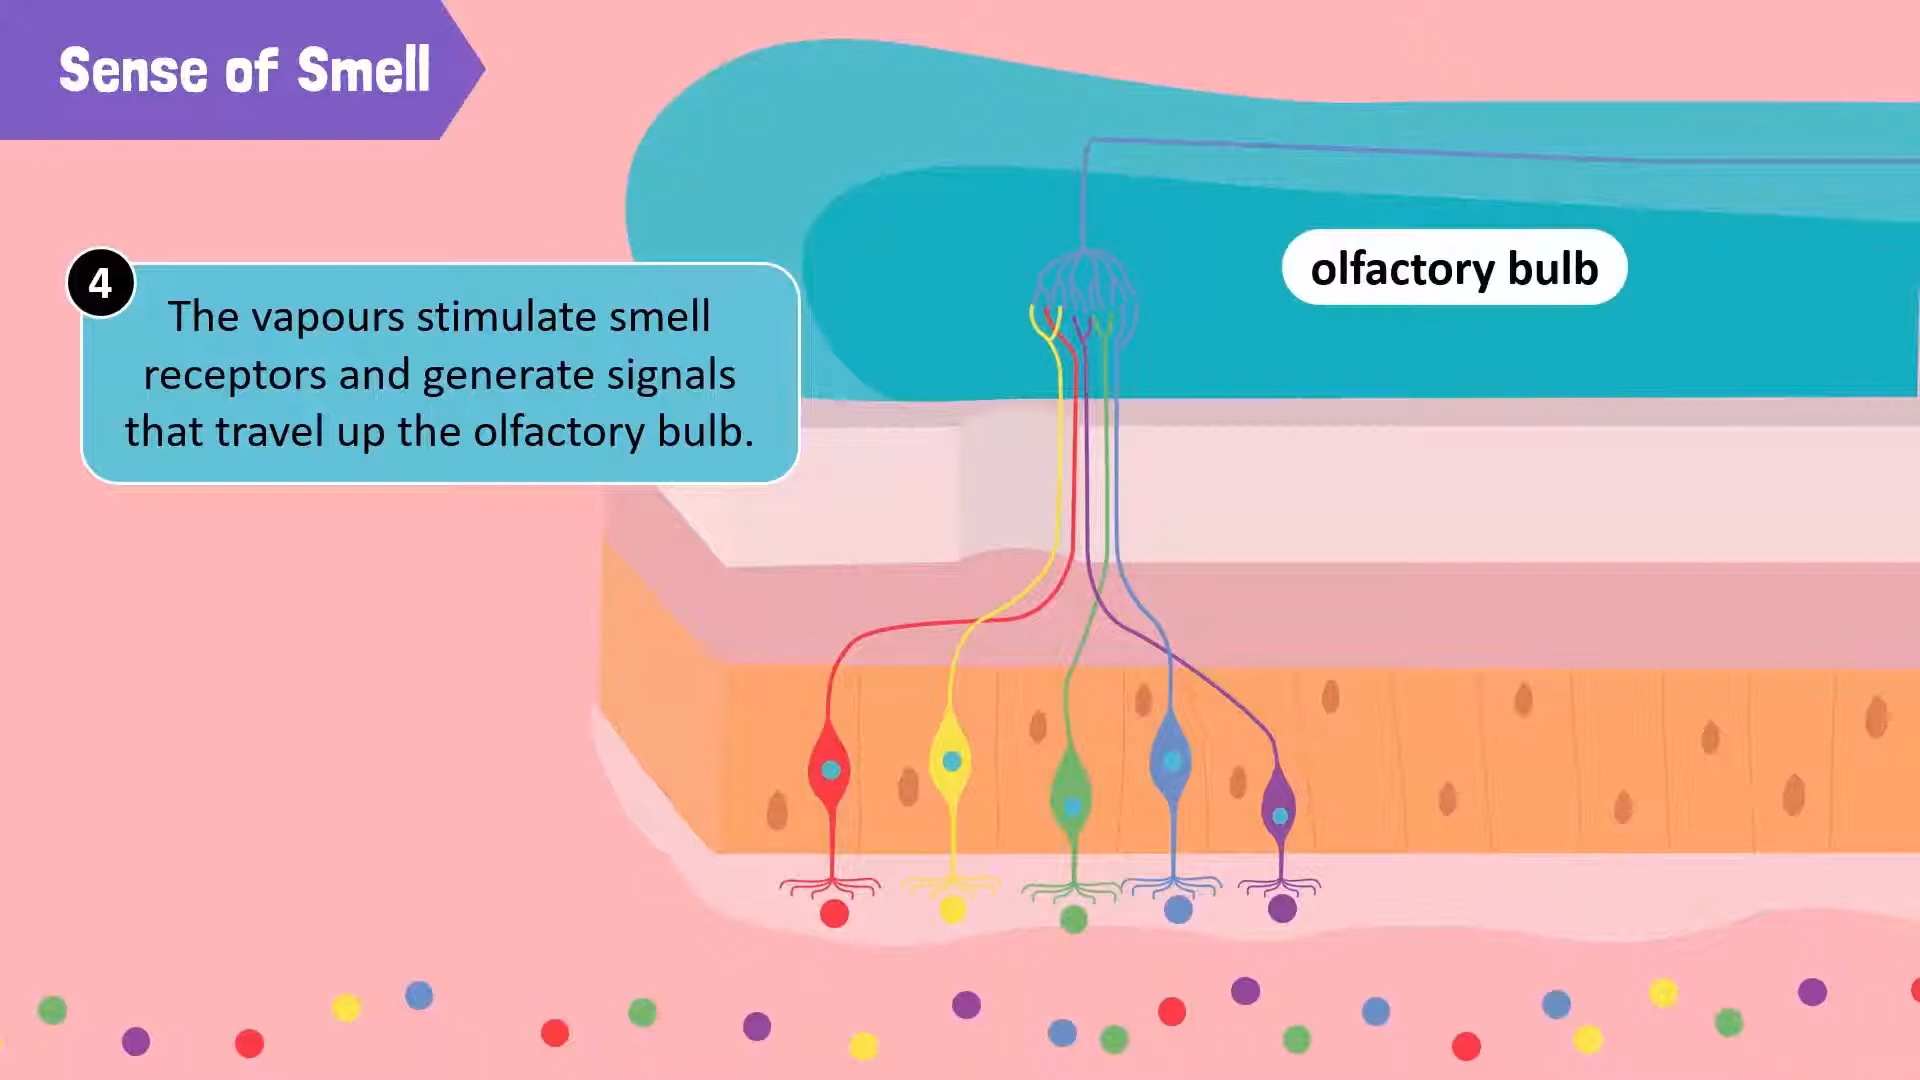 Sense of Smell
4
The vapours stimulate smell
receptors and generate signals
that travel up the olfactory bulb.
olfactory bulb